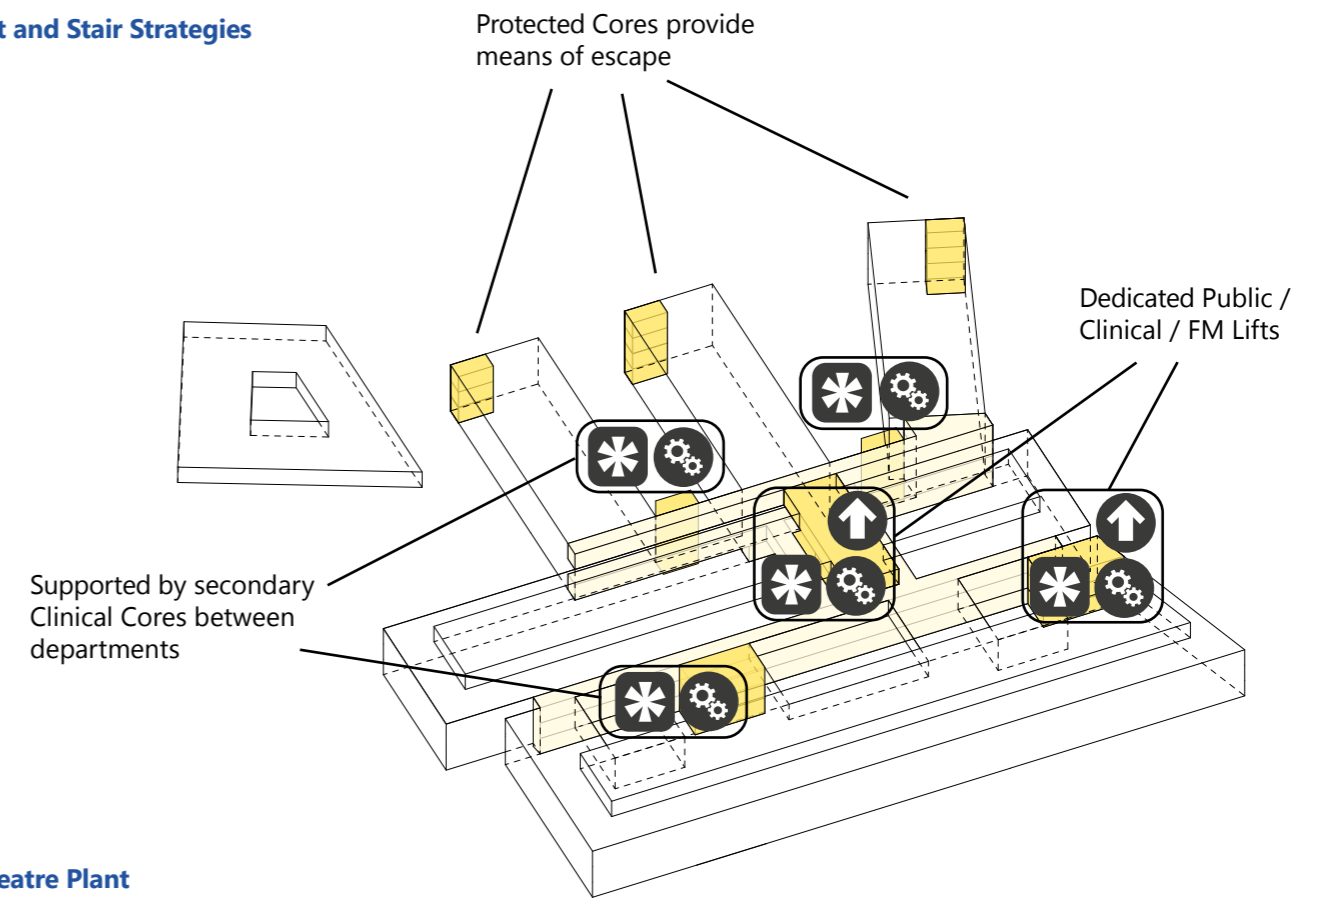 t and Stair Strategies
Protected Cores provide
means of escape
Dedicated Public /
Clinical / FM Lifts
Supported by secondary
Clinical Cores between
departments
eatre Plant